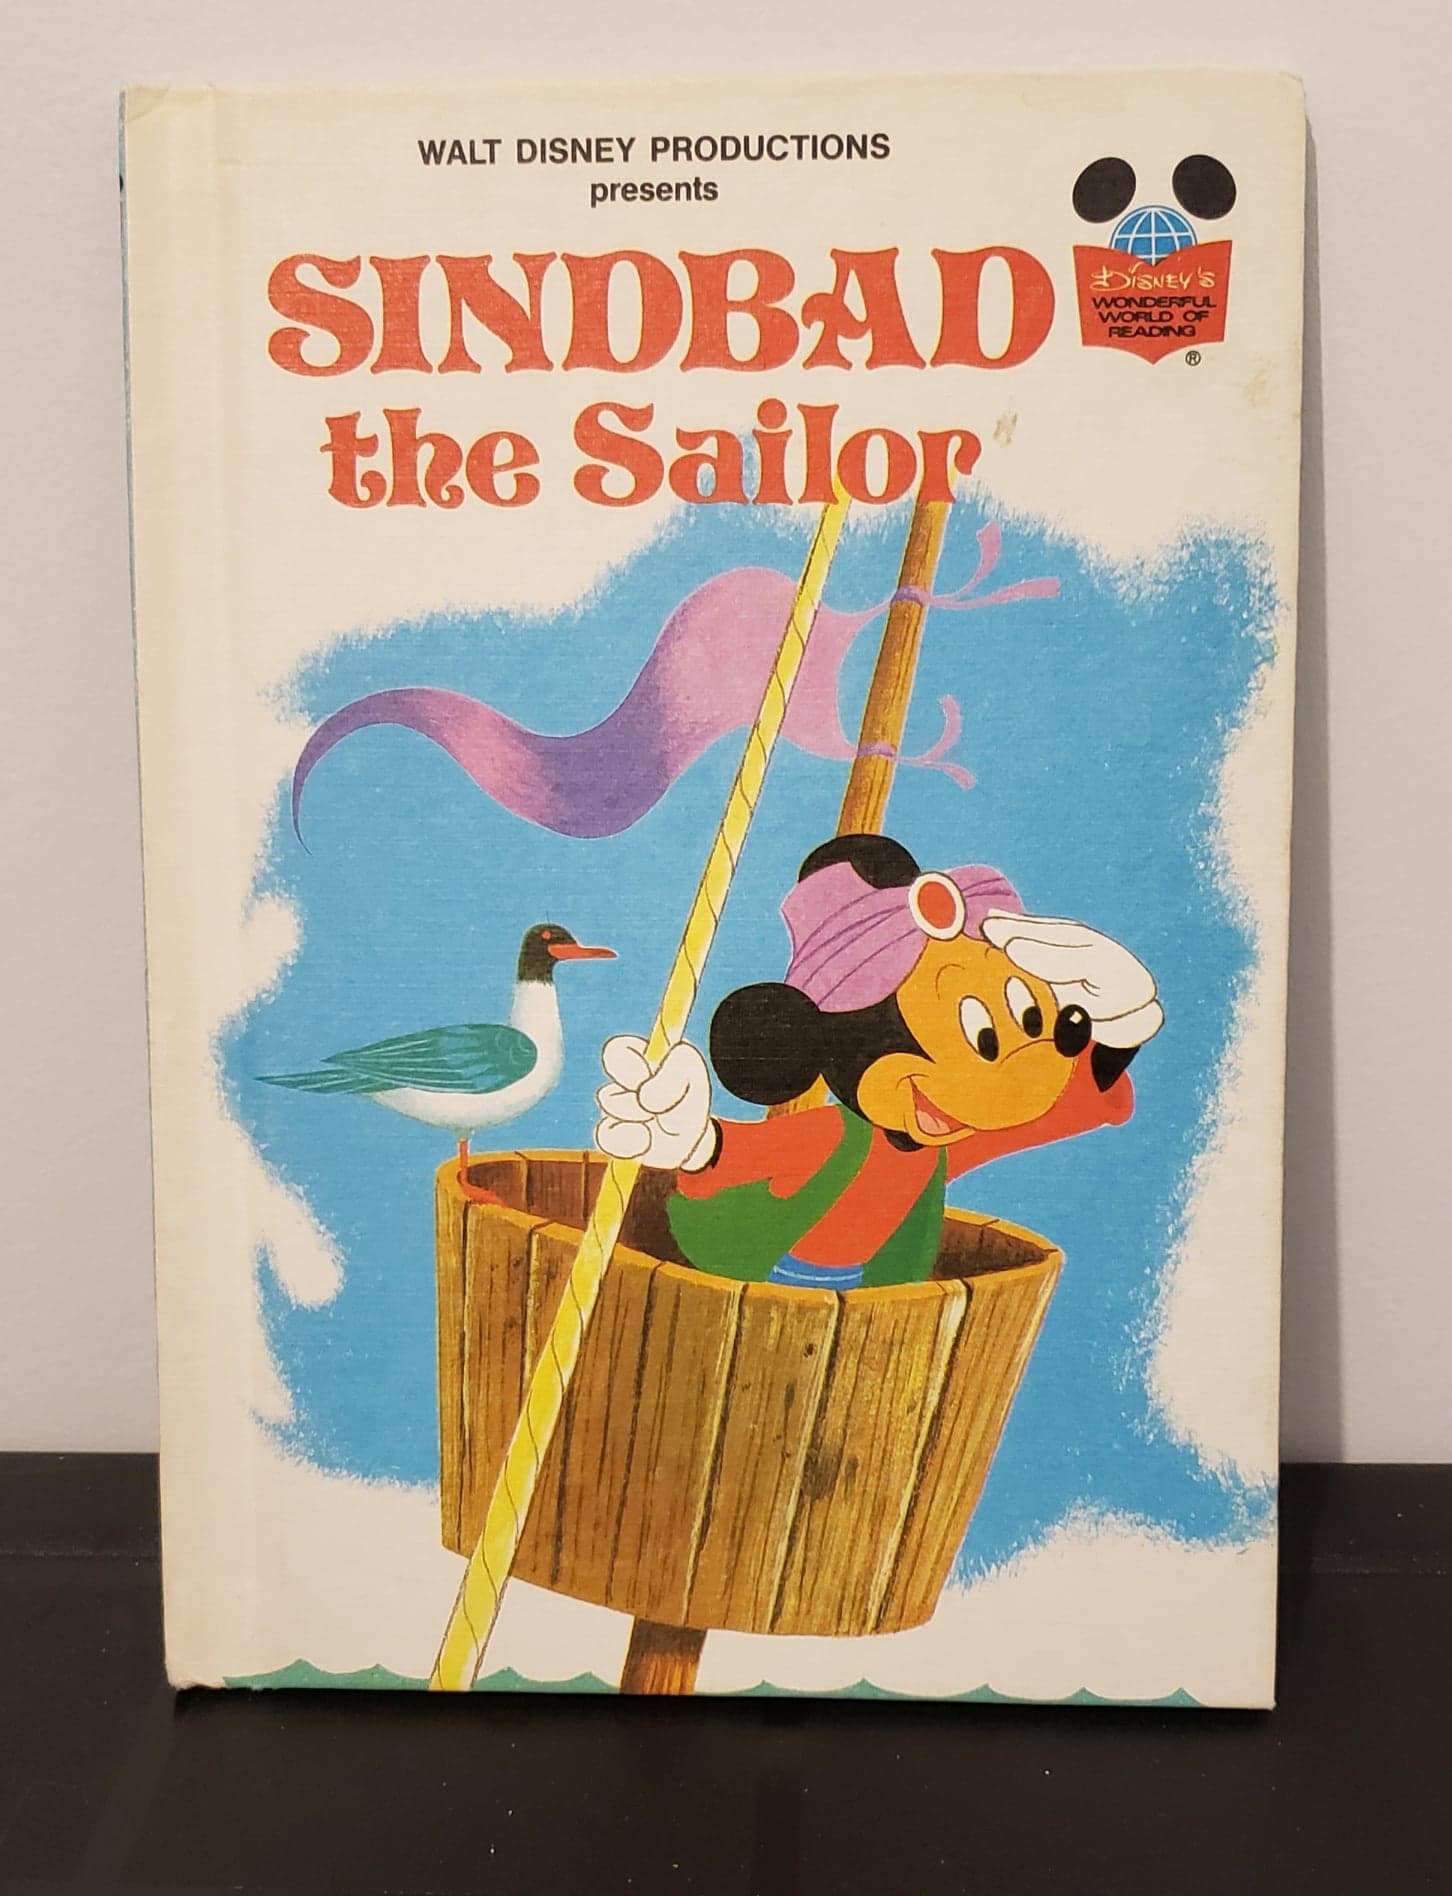 WALT DISNEY PRODUCTIONS
presents
SINDBAD
the Sailor
DISNEY'S
WONDERFUL
WORLD OF
READING
®